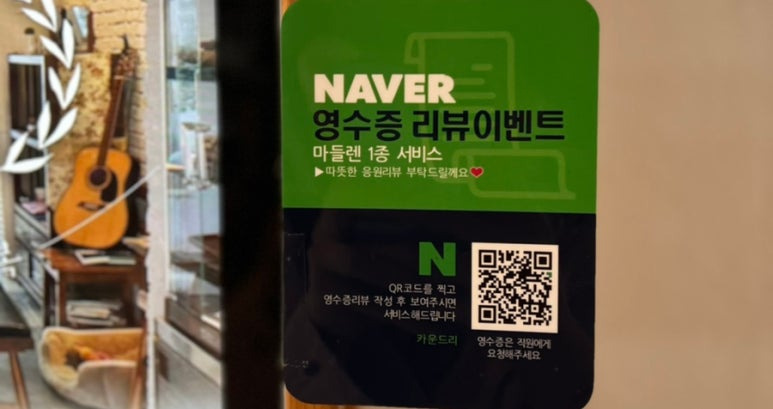 NAVER
영수증 리뷰이벤트
마들렌 1종 서비스
▶따뜻한 응원리뷰 부탁드릴께요❤
N
QR코드를 찍고
영수증리뷰 작성 후 보여주시면
서비스해드립니다
카운드리
영수증은 직원에게
요청해주세요